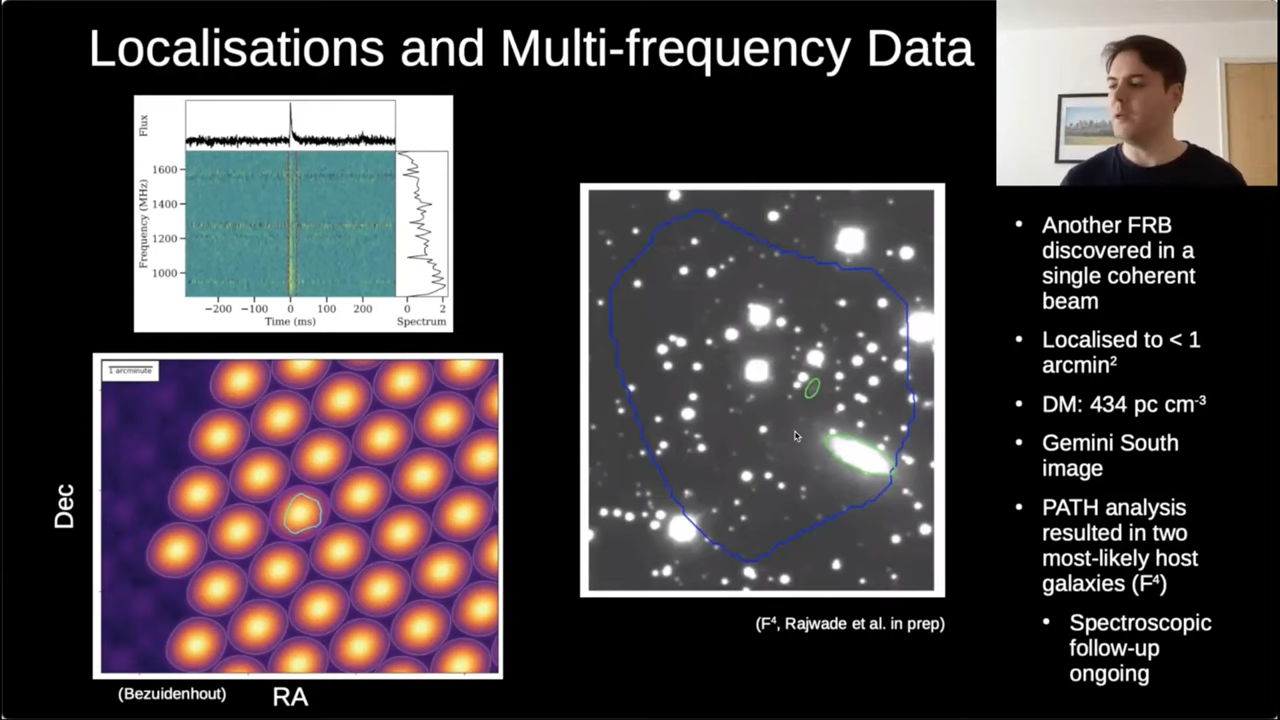 Localisations and Multi-frequency Data
Flux
Frequency (MHz)
1600
1400
1200
1000
−200
−100
0
100
200
0
2
Time (ms)
Spectrum
1 arcminute
Dec
(Bezuidenhout)
RA
(F⁴, Rajwade et al. in prep)
• Another FRB
discovered in a
single coherent
beam
• Localised to < 1
arcmin²
• DM: 434 pc cm⁻³
• Gemini South
image
• PATH analysis
resulted in two
most-likely host
galaxies (F⁴)
• Spectroscopic
follow-up
ongoing